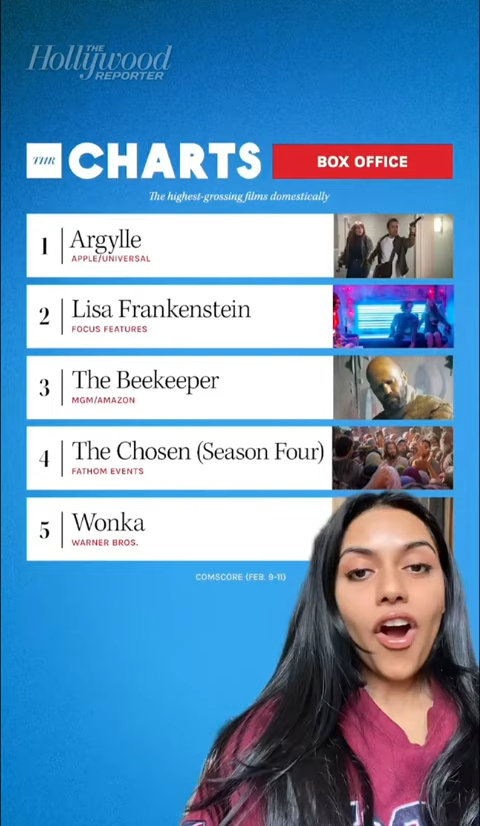 THE
Hollywood
REPORTER
THR CHARTS BOX OFFICE
The highest-grossing films domestically
1 Argylle
APPLE/UNIVERSAL
2 Lisa Frankenstein
FOCUS FEATURES
3 The Beekeeper
MGM/AMAZON
4 The Chosen (Season Four)
FATHOM EVENTS
5 Wonka
WARNER BROS.
COMSCORE (FEB. 9-11)